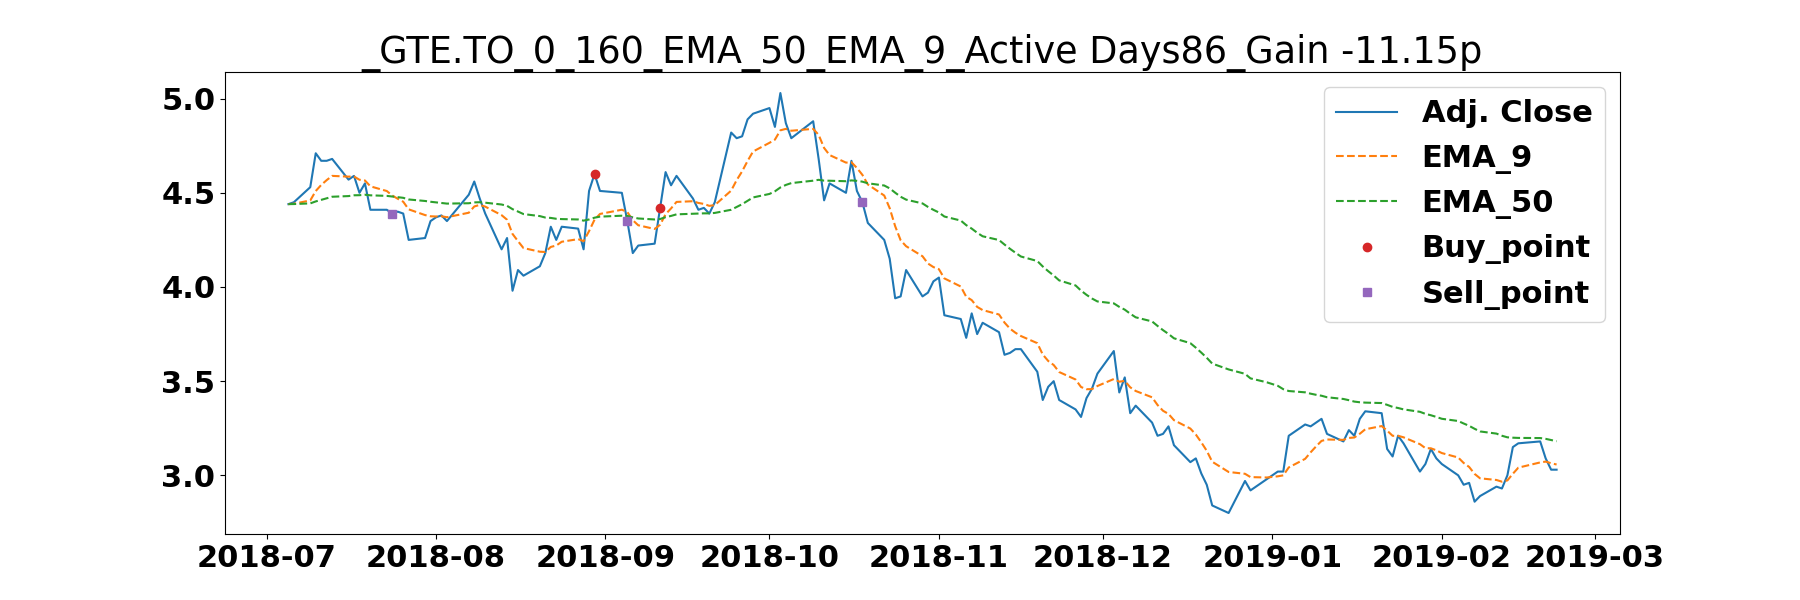 _GTE.TO_0_160_EMA_50_EMA_9_Active Days86_Gain -11.15p
5.0
4.5
4.0
3.5
3.0
Adj. Close
EMA_9
EMA_50
Buy_point
Sell_point
2018-07 2018-08 2018-09 2018-10 2018-11 2018-12 2019-01 2019-02 2019-03